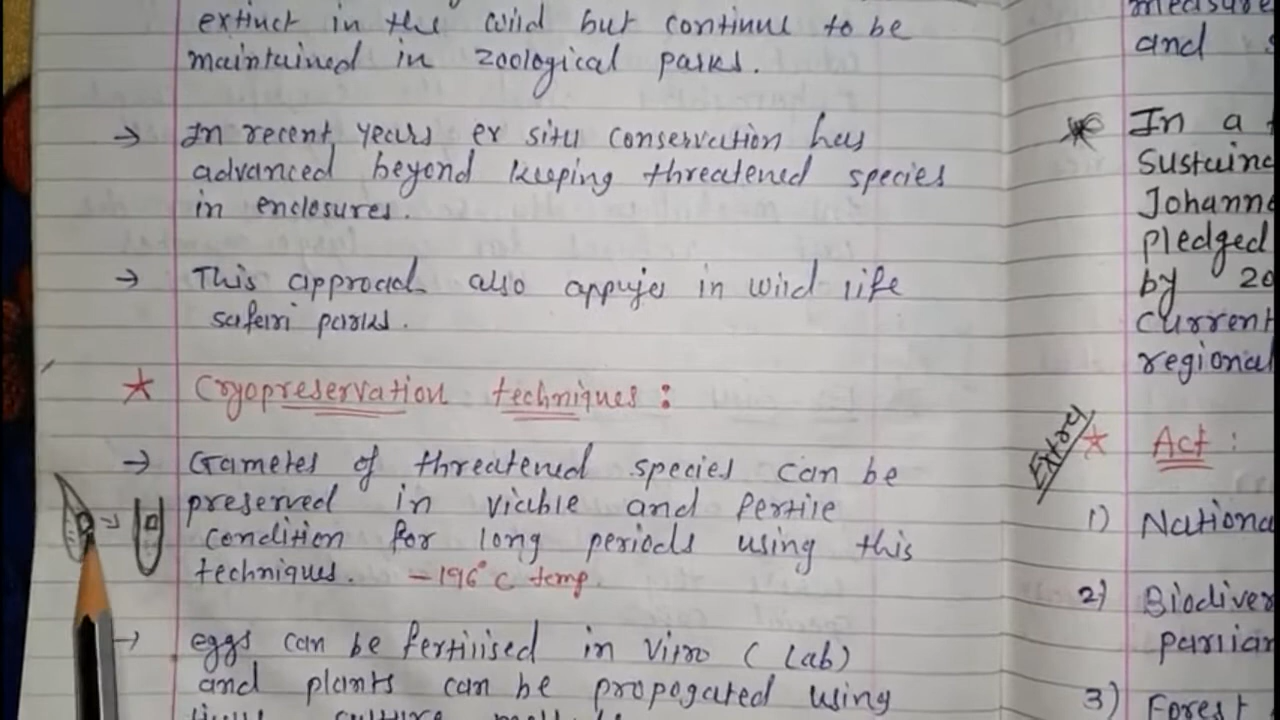 extinct in the wild but continue to be
maintained in zoological parks.
→ In recent years ex situ conservation has
advanced beyond keeping threatened species
in enclosures.
→ This approach also applies in wild life
safari parks.
* Cryopreservation techniques:
→ Gametes of threatened species can be
preserved in viable and fertile
condition for long periods using this
techniques. -196°C temp
→ eggs can be fertilised in vitro (Lab)
and plants can be propogated using
measure
and
* In a
Sustaina
Johanne
pledged
by 20
current
regional
* Act:
1) Nationa
2) Biodiver
parliam
3) Forest